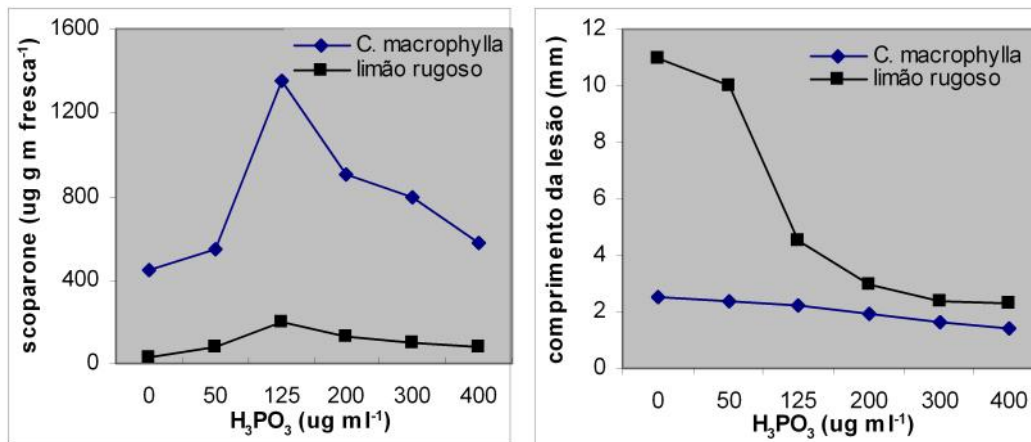 scoparone (ug g m fresca⁻¹)
1600
1200
800
400
0
C. macrophylla
limão rugoso
0 50 125 200 300 400
H₃PO₃ (ug ml⁻¹)
comprimento da lesão (mm)
12
10
8
6
4
2
0
C. macrophylla
limão rugoso
0 50 125 200 300 400
H₃PO₃ (ug ml⁻¹)